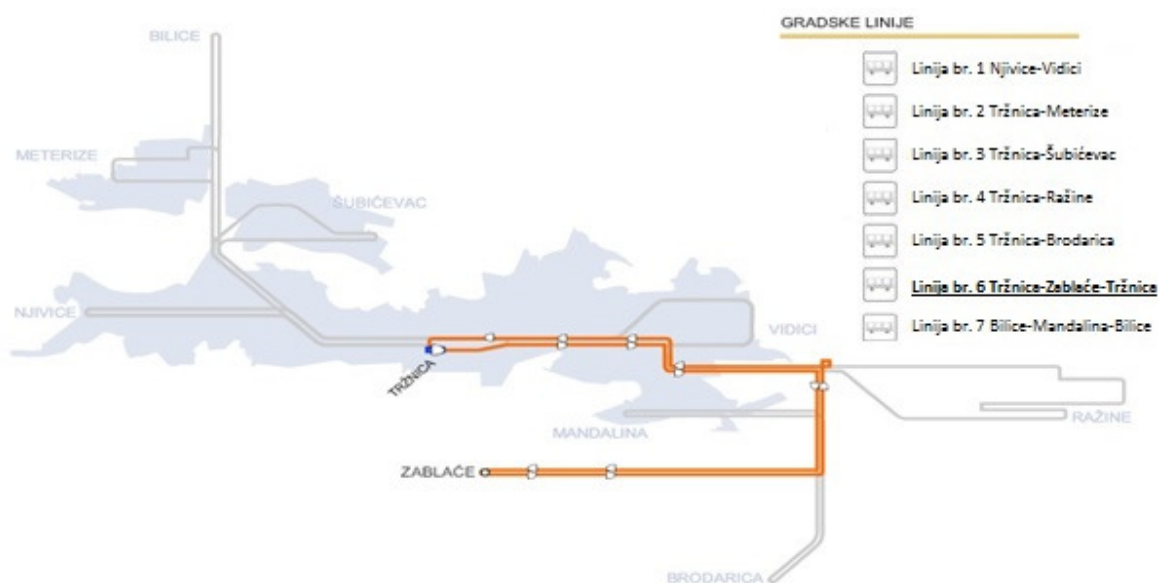 GRADSKE LINIJE
Linija br. 1 Njivice-Vidici
Linija br. 2 Tržnica-Meterize
Linija br. 3 Tržnica-Šubićevac
Linija br. 4 Tržnica-Ražine
Linija br. 5 Tržnica-Brodarica
Linija br. 6 Tržnica-Zablaće-Tržnica
Linija br. 7 Bilice-Mandalina-Bilice
BILICE
METERIZE
ŠUBIĆEVAC
NJIVICE
VIDICI
TRŽNICA
MANDALINA
RAŽINE
ZABLAĆE
BRODARICA